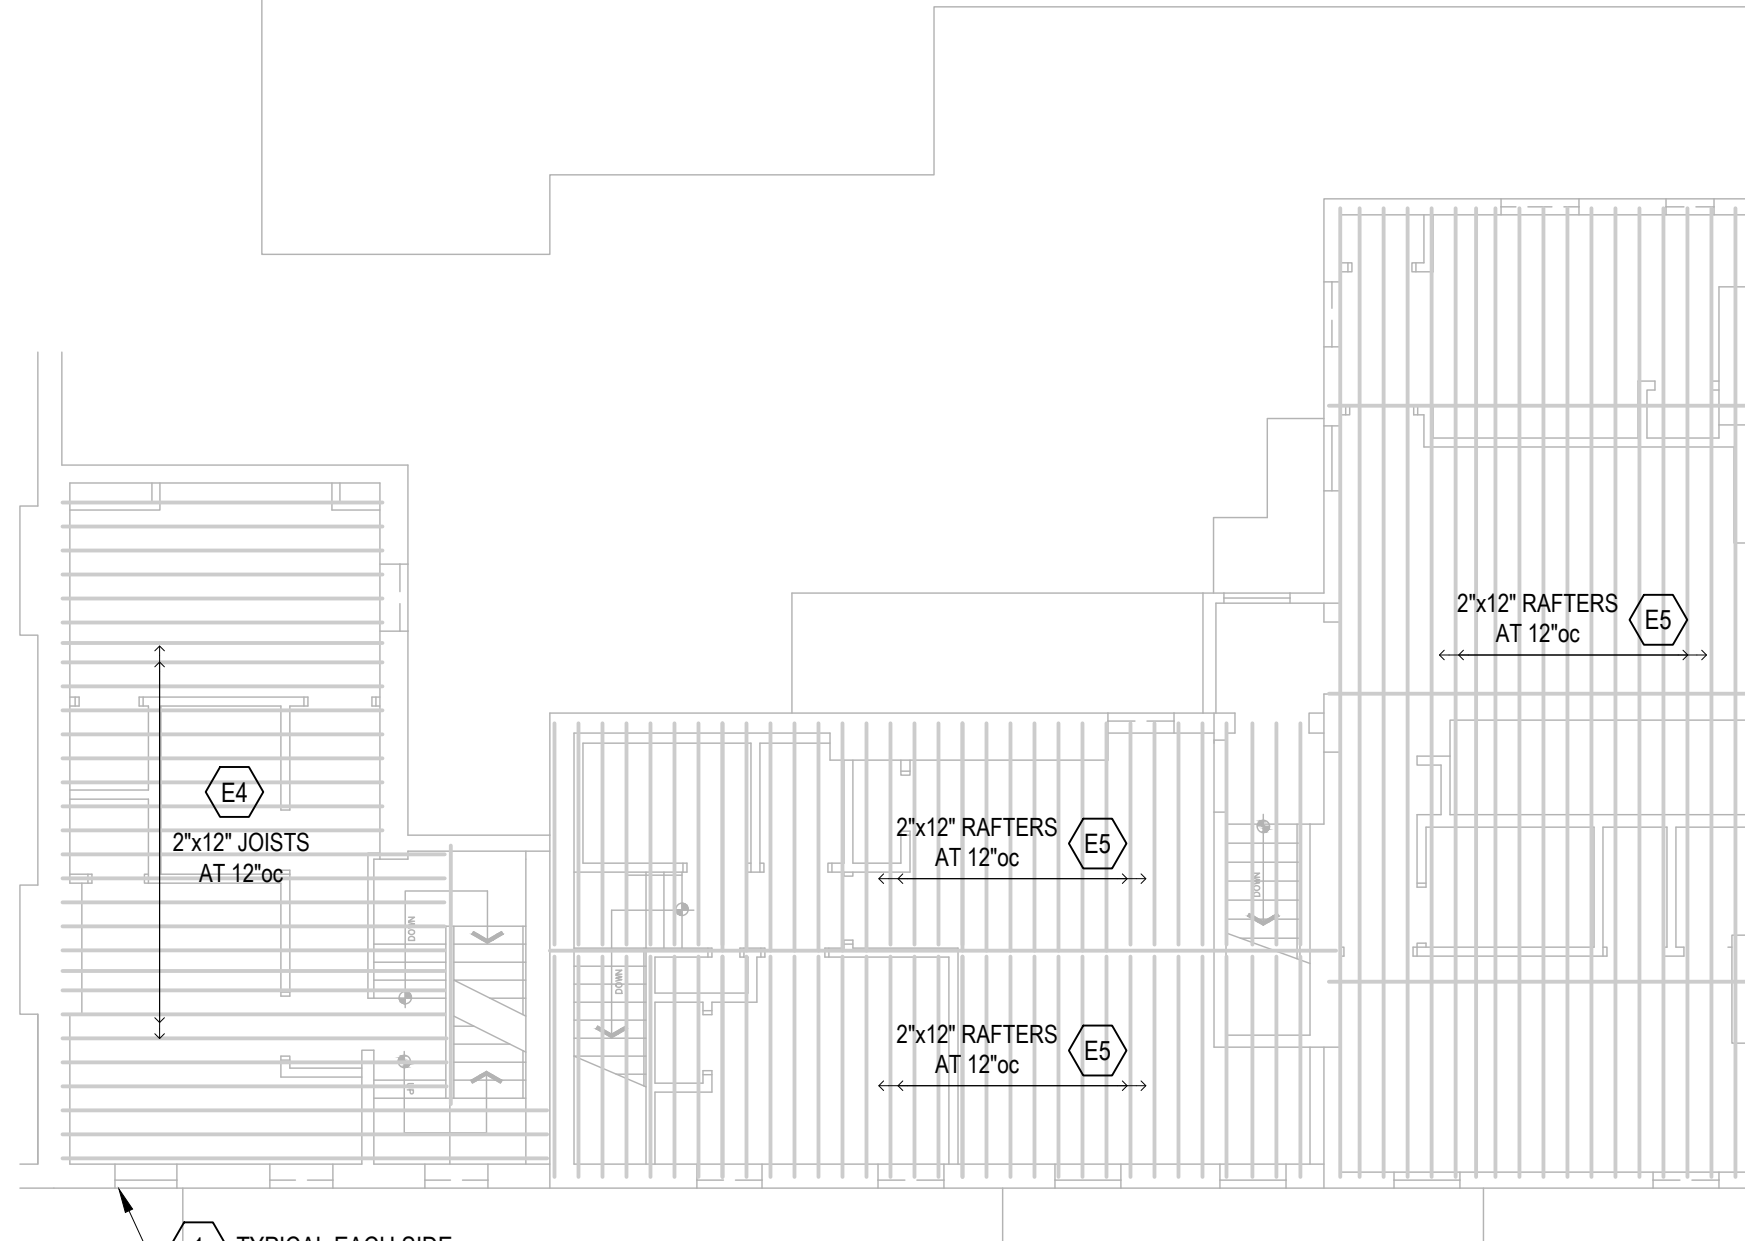 2"x12" RAFTERS
AT 12"oc
E5
E4
2"x12" JOISTS
AT 12"oc
2"x12" RAFTERS
AT 12"oc
E5
DOWN
DOWN
DOWN
2"x12" RAFTERS
AT 12"oc
E5
UP
TYPICAL EACH SIDE